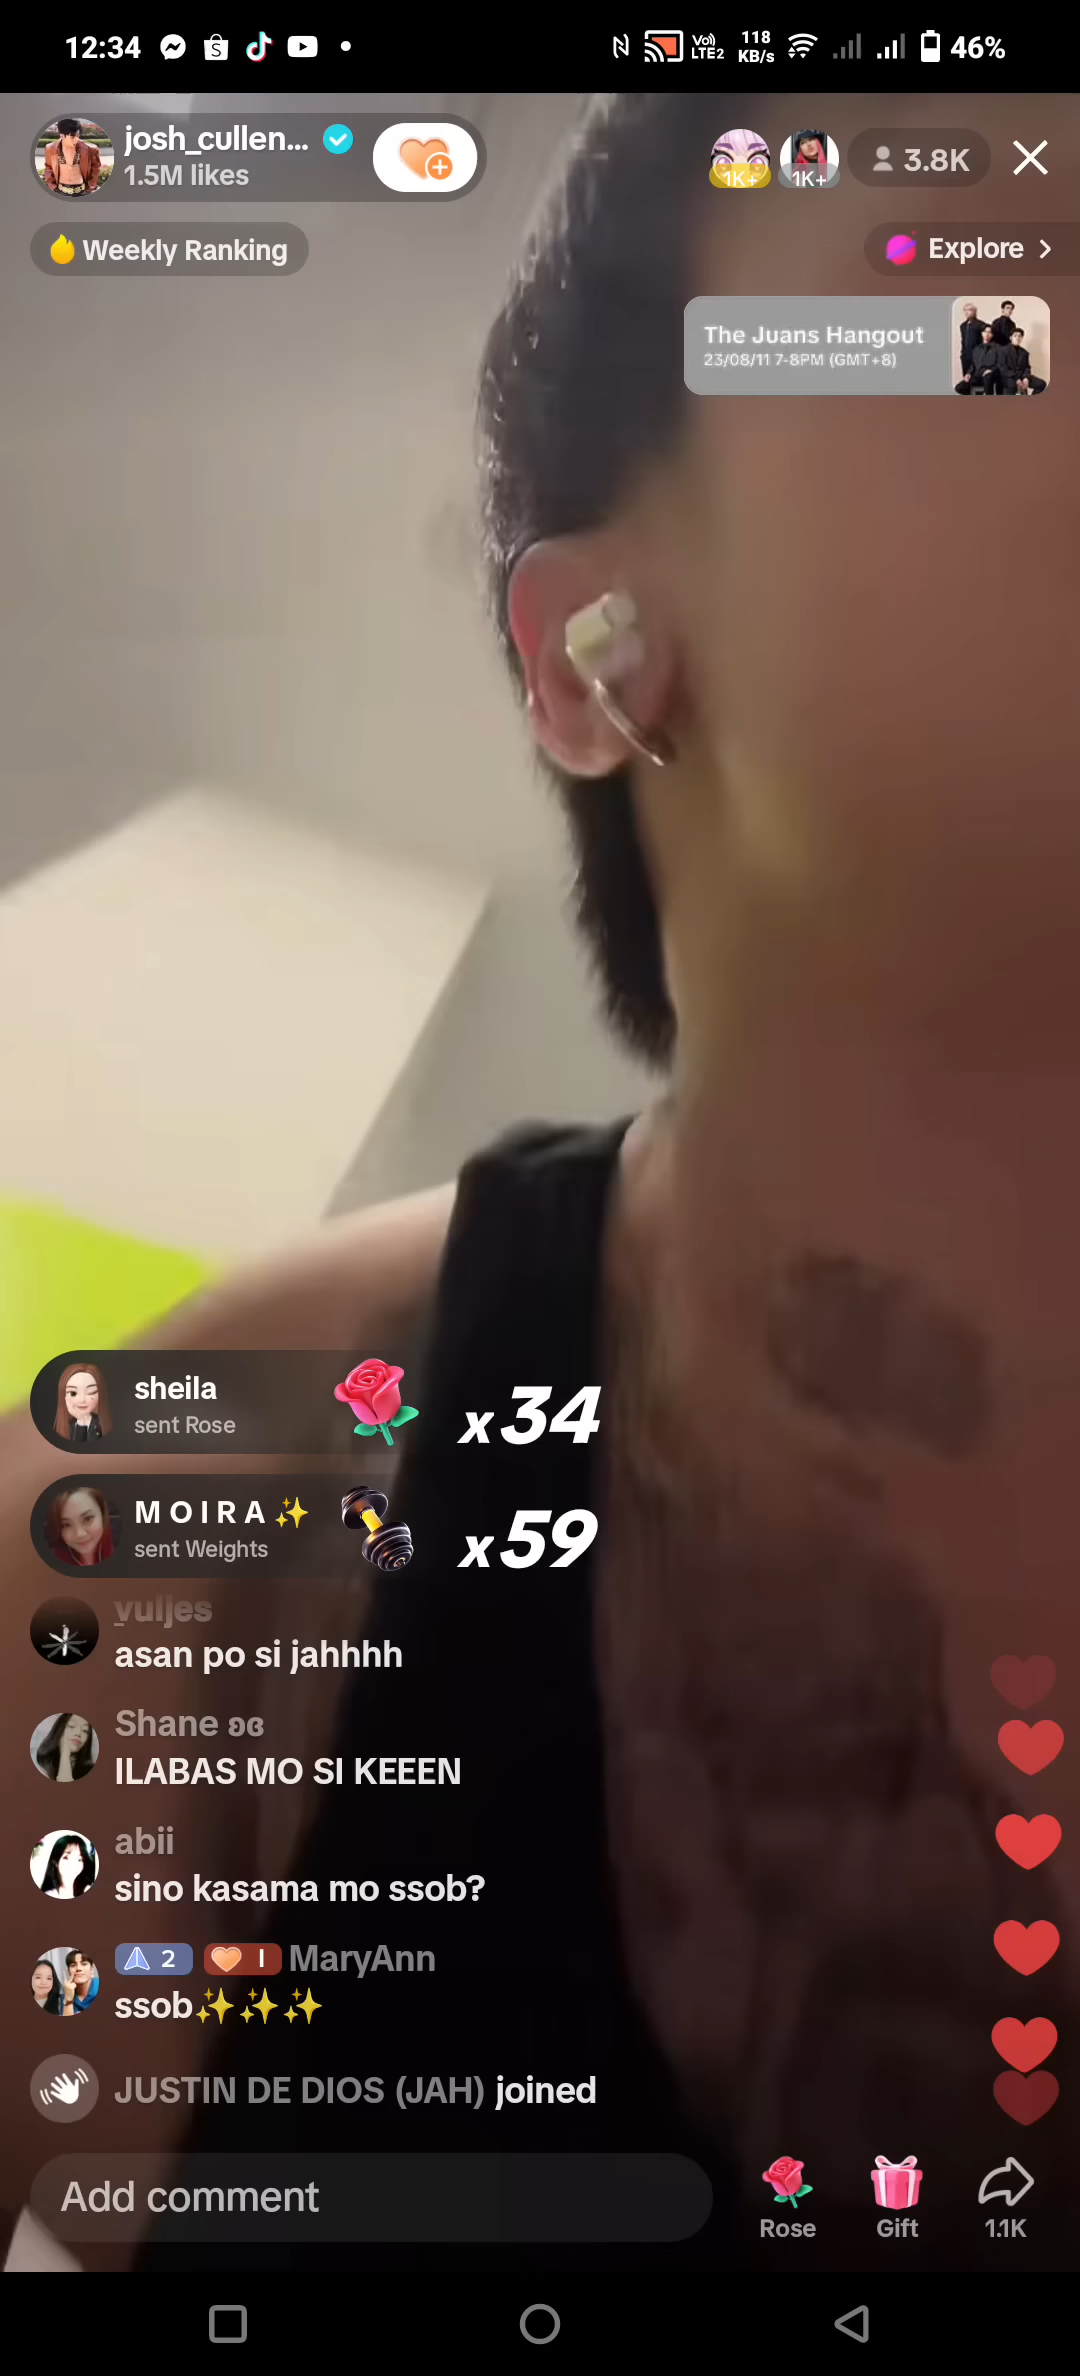 12:34
Vo))
LTE2
118
KB/s
46%
josh_cullen...
1.5M likes
1K+
1K+
3.8K
Weekly Ranking
Explore
The Juans Hangout
23/08/11 7-8PM (GMT+8)
sheila
sent Rose
x34
M O I R A ✨
sent Weights
x59
yuljes
asan po si jahhhh
Shane ʚɞ
ILABAS MO SI KEEEN
abii
sino kasama mo ssob?
2
I
MaryAnn
ssob✨✨✨
JUSTIN DE DIOS (JAH) joined
Add comment
Rose
Gift
1.1K